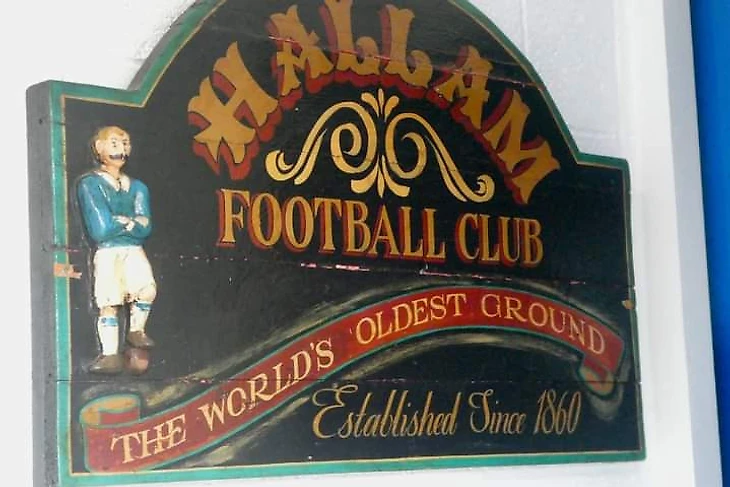 HALLAM
FOOTBALL CLUB
THE WORLD'S OLDEST GROUND
Established Since 1860